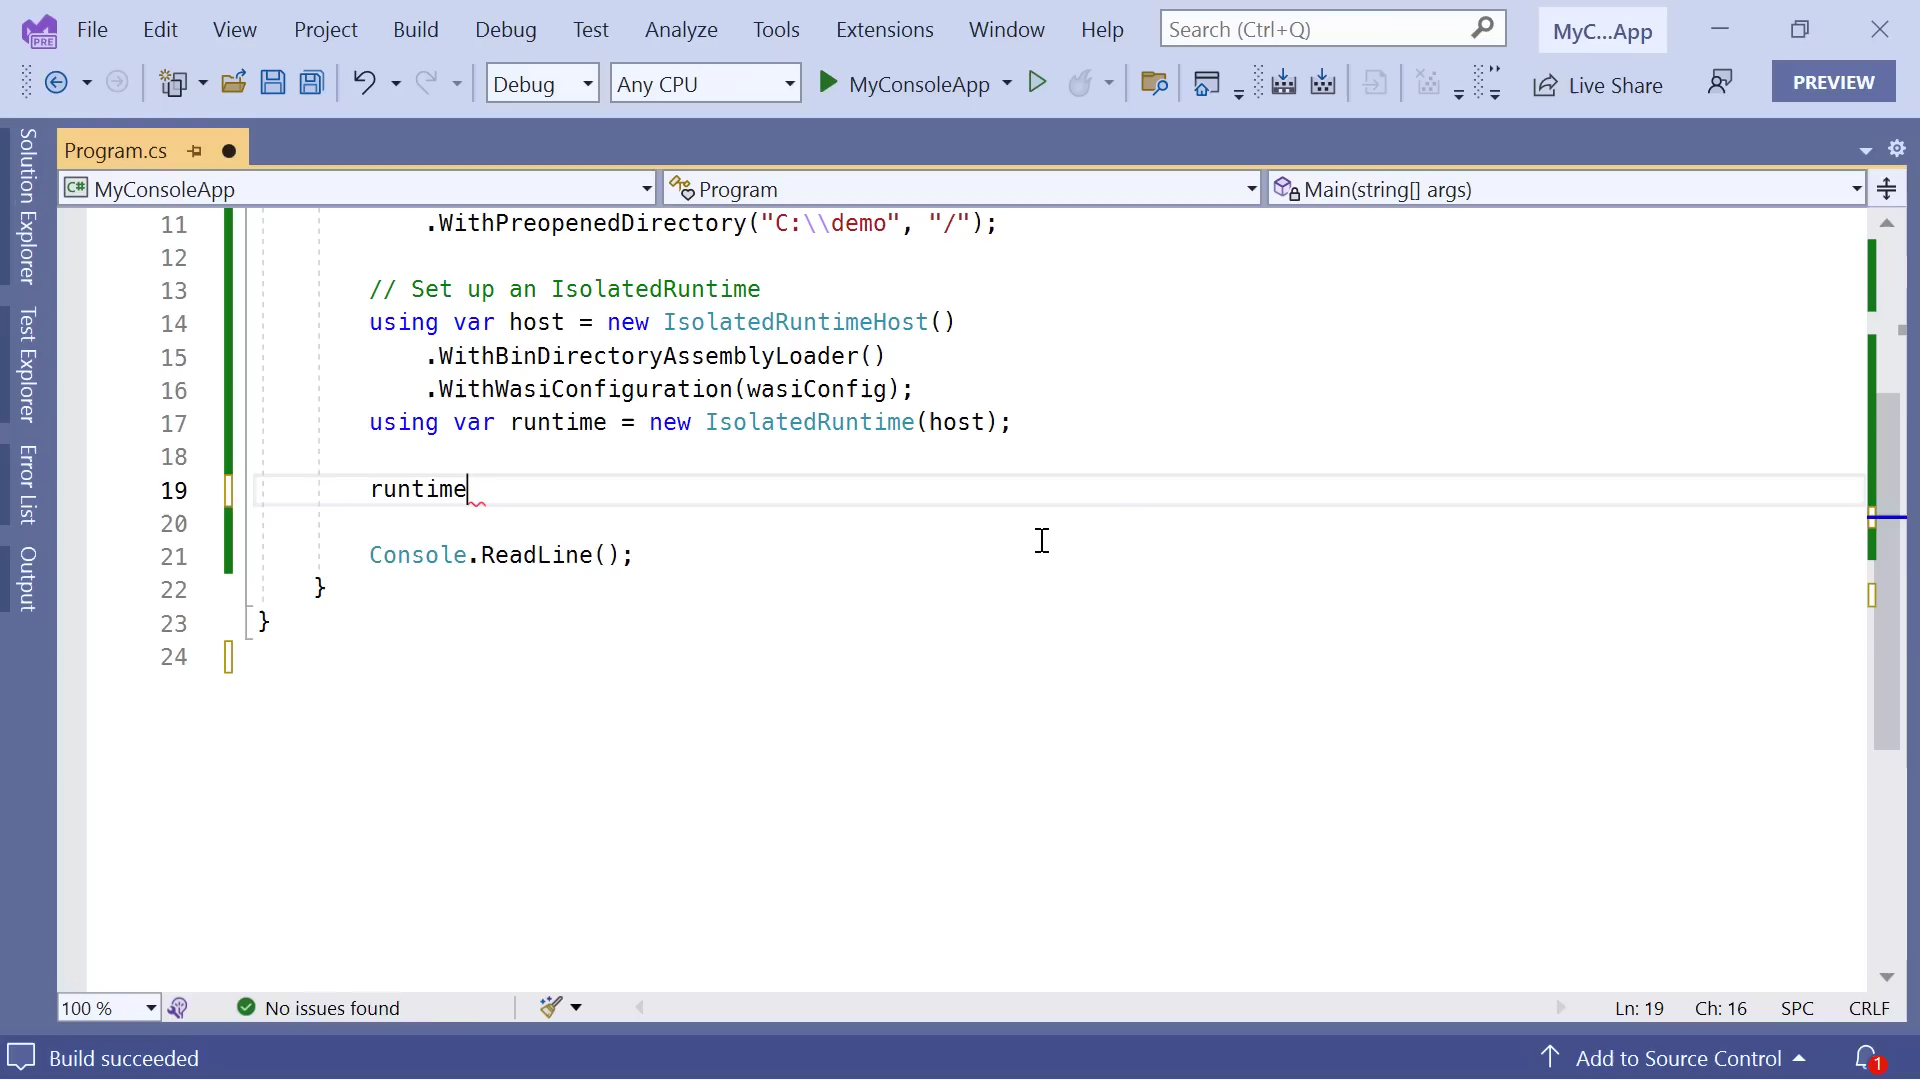 File Edit View Project Build Debug Test Analyze Tools Extensions Window Help Search (Ctrl+Q) MyC...App
PRE
Debug Any CPU MyConsoleApp Live Share PREVIEW
Solution Explorer
Test Explorer
Error List
Output
Program.cs
C# MyConsoleApp Program Main(string[] args)
11 .WithPreopenedDirectory("C:\\demo", "/");
12
13 // Set up an IsolatedRuntime
14 using var host = new IsolatedRuntimeHost()
15 .WithBinDirectoryAssemblyLoader()
16 .WithWasiConfiguration(wasiConfig);
17 using var runtime = new IsolatedRuntime(host);
18
19 runtime
20
21 Console.ReadLine();
22 }
23 }
24
100 % No issues found Ln: 19 Ch: 16 SPC CRLF
Build succeeded Add to Source Control 1